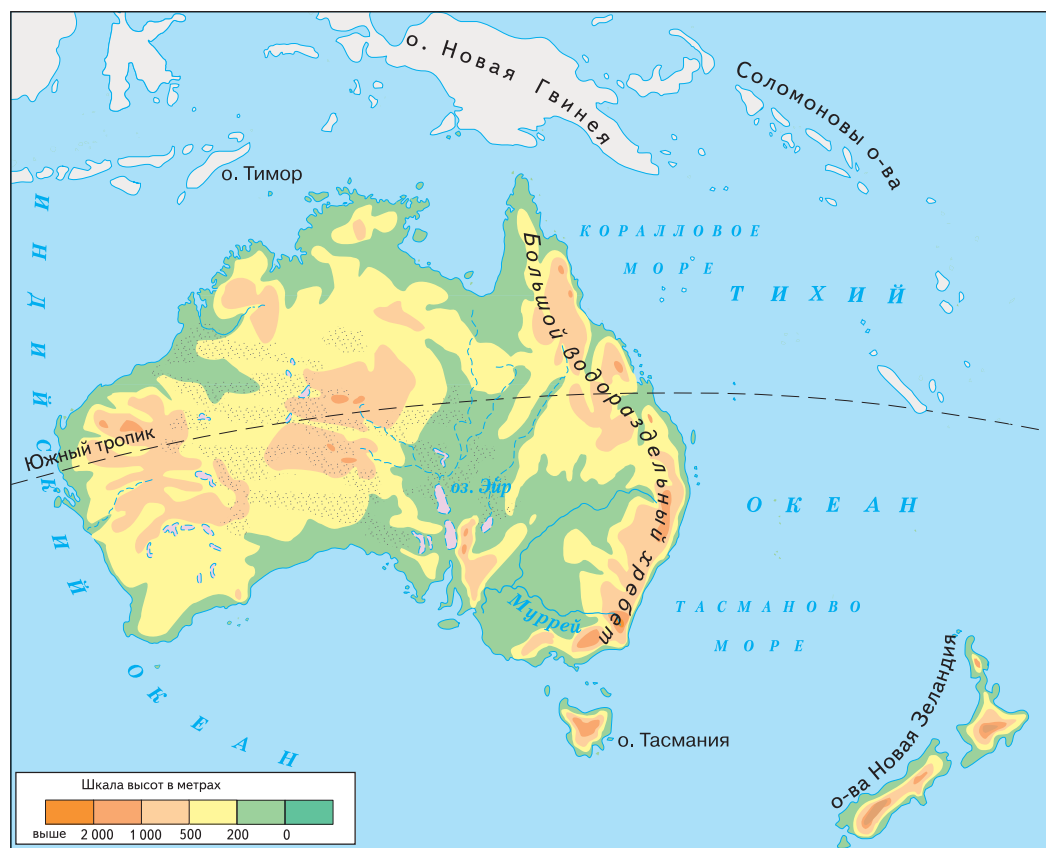 о. Новая Гвинея
Соломоновы о-ва
о. Тимор
КОРАЛЛОВОЕ
МОРЕ
ТИХИЙ
ОКЕАН
ИНДИЙСКИЙ
ОКЕАН
Большой водораздельный хребет
Южный тропик
оз. Эйр
Муррей
ТАСМАНОВО
МОРЕ
о. Тасмания
о-ва Новая Зеландия
Шкала высот в метрах
выше 2 000 1 000 500 200 0